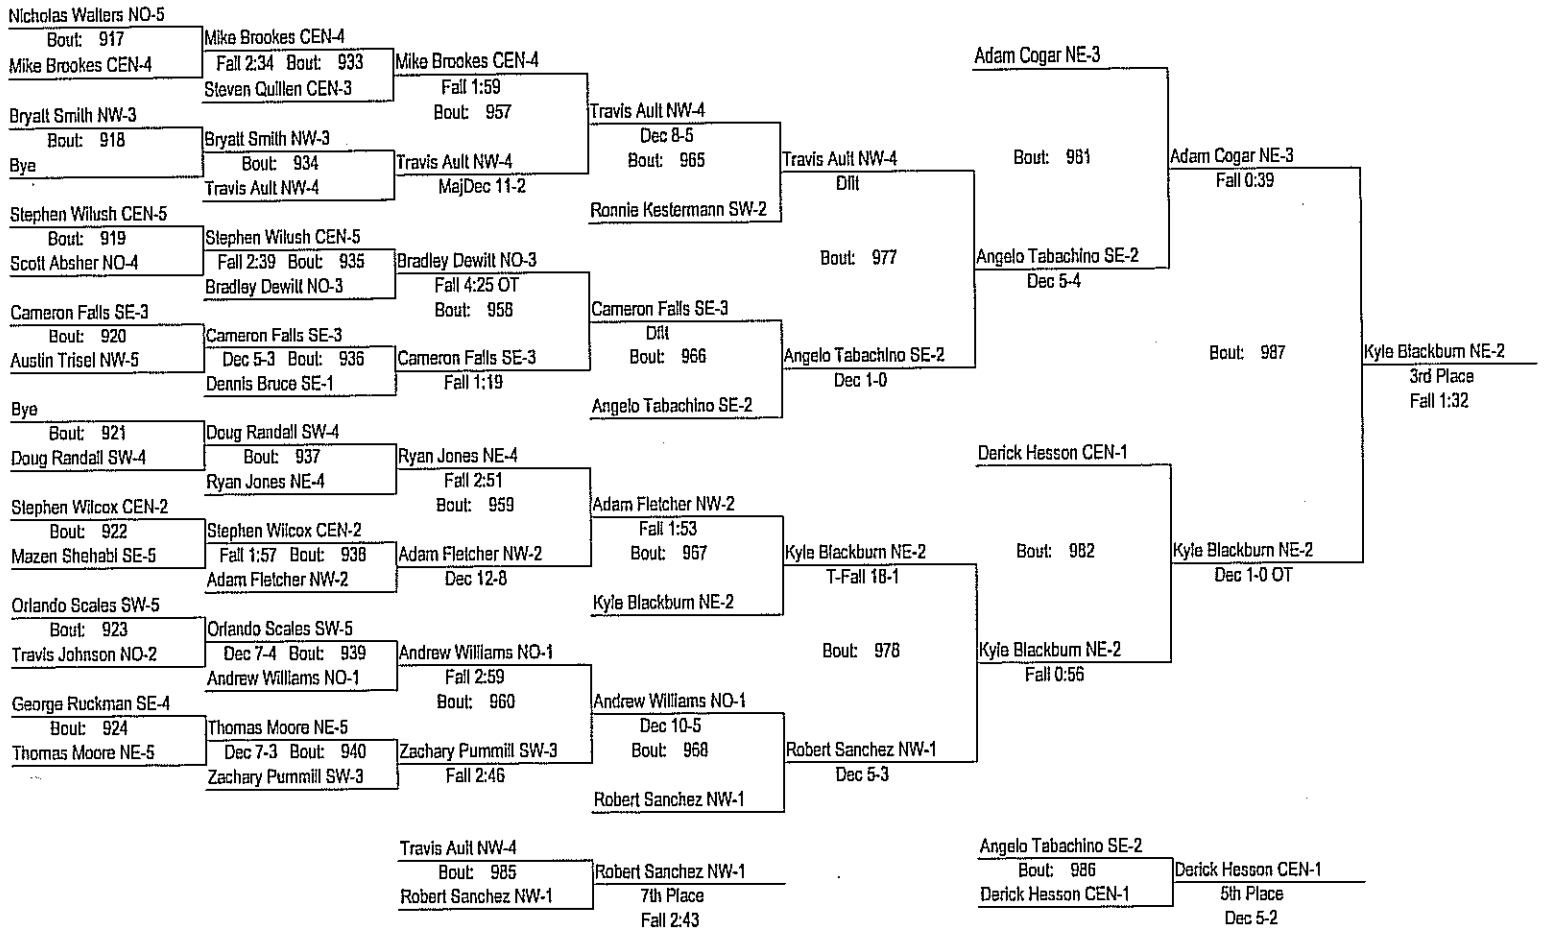 Nicholas Walters NO-5
Bout: 917
Mike Brookes CEN-4
Bryatt Smith NW-3
Bout: 918
Bye
Stephen Wilush CEN-5
Bout: 919
Scott Absher NO-4
Cameron Falls SE-3
Bout: 920
Austin Trisel NW-5
Bye
Bout: 921
Doug Randall SW-4
Stephen Wilcox CEN-2
Bout: 922
Mazen Shehabi SE-5
Orlando Scales SW-5
Bout: 923
Travis Johnson NO-2
George Ruckman SE-4
Bout: 924
Thomas Moore NE-5
Mike Brookes CEN-4
Fall 2:34 Bout: 933
Steven Quillen CEN-3
Bryatt Smith NW-3
Bout: 934
Travis Ault NW-4
Stephen Wilush CEN-5
Fall 2:39 Bout: 935
Bradley Dewitt NO-3
Cameron Falls SE-3
Dec 5-3 Bout: 936
Dennis Bruce SE-1
Doug Randall SW-4
Bout: 937
Ryan Jones NE-4
Stephen Wilcox CEN-2
Fall 1:57 Bout: 938
Adam Fletcher NW-2
Orlando Scales SW-5
Dec 7-4 Bout: 939
Andrew Williams NO-1
Thomas Moore NE-5
Dec 7-3 Bout: 940
Zachary Pummill SW-3
Mike Brookes CEN-4
Fall 1:59
Bout: 957
Travis Ault NW-4
MajDec 11-2
Bradley Dewitt NO-3
Fall 4:25 OT
Bout: 958
Cameron Falls SE-3
Fall 1:19
Ryan Jones NE-4
Fall 2:51
Bout: 959
Adam Fletcher NW-2
Dec 12-8
Andrew Williams NO-1
Fall 2:59
Bout: 960
Zachary Pummill SW-3
Fall 2:46
Travis Ault NW-4
Dec 8-5
Bout: 965
Ronnie Kestermann SW-2
Cameron Falls SE-3
Dflt
Bout: 966
Angelo Tabachino SE-2
Adam Fletcher NW-2
Fall 1:53
Bout: 967
Kyle Blackburn NE-2
Andrew Williams NO-1
Dec 10-5
Bout: 968
Robert Sanchez NW-1
Travis Ault NW-4
Dflt
Bout: 977
Angelo Tabachino SE-2
Dec 1-0
Kyle Blackburn NE-2
T-Fall 18-1
Bout: 978
Robert Sanchez NW-1
Dec 5-3
Adam Cogar NE-3
Bout: 981
Angelo Tabachino SE-2
Dec 5-4
Derick Hesson CEN-1
Bout: 982
Kyle Blackburn NE-2
Fall 0:56
Adam Cogar NE-3
Fall 0:39
Bout: 987
Kyle Blackburn NE-2
Dec 1-0 OT
Kyle Blackburn NE-2
3rd Place
Fall 1:32
Travis Ault NW-4
Bout: 985
Robert Sanchez NW-1
Robert Sanchez NW-1
7th Place
Fall 2:43
Angelo Tabachino SE-2
Bout: 986
Derick Hesson CEN-1
Derick Hesson CEN-1
5th Place
Dec 5-2